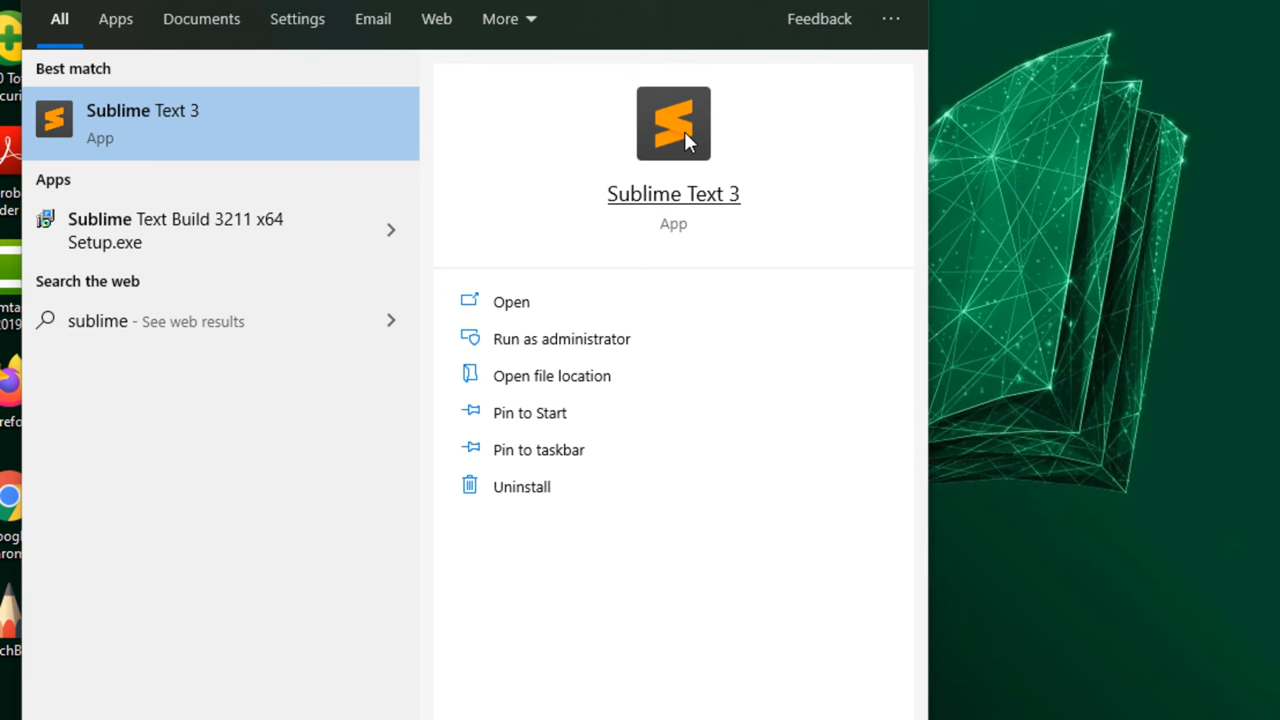 All Apps Documents Settings Email Web More Feedback ...
Best match
Sublime Text 3
App
Apps
Sublime Text Build 3211 x64
Setup.exe
Search the web
sublime - See web results
Sublime Text 3
App
Open
Run as administrator
Open file location
Pin to Start
Pin to taskbar
Uninstall
2019